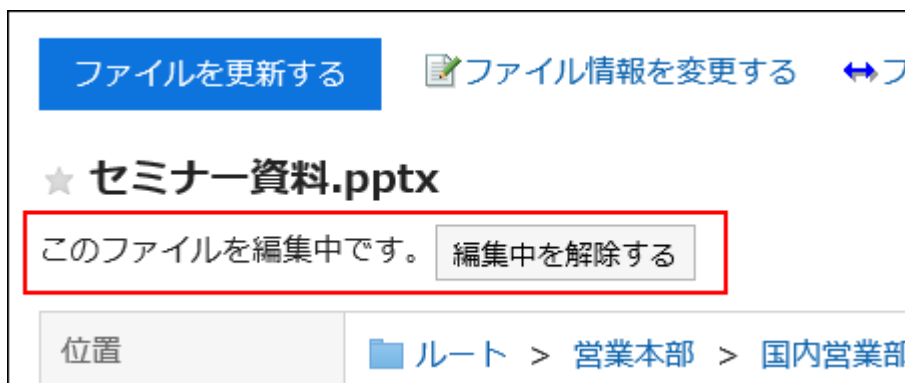 ファイルを更新する ファイル情報を変更する フ
セミナー資料.pptx
このファイルを編集中です。 編集中を解除する
位置 ルート > 営業本部 > 国内営業部